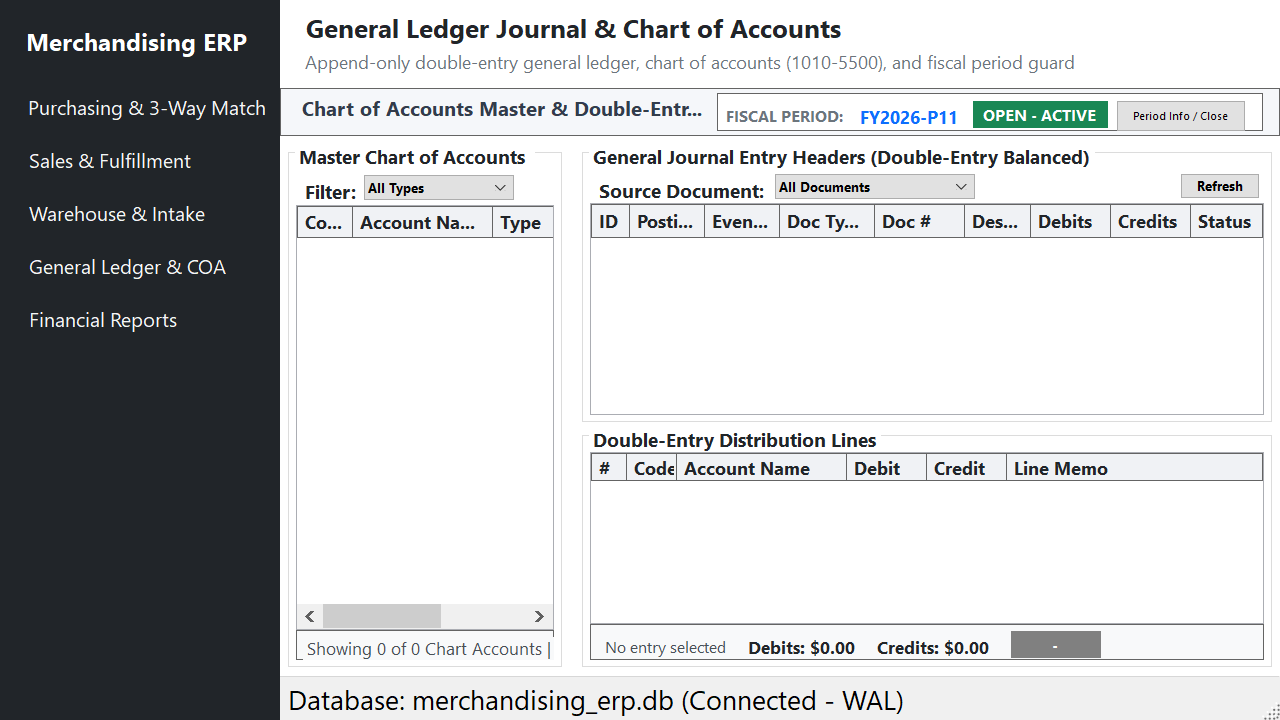 Merchandising ERP
Purchasing & 3-Way Match
Sales & Fulfillment
Warehouse & Intake
General Ledger & COA
Financial Reports
General Ledger Journal & Chart of Accounts
Append-only double-entry general ledger, chart of accounts (1010-5500), and fiscal period guard
Chart of Accounts Master & Double-Entr...
FISCAL PERIOD: FY2026-P11 OPEN - ACTIVE Period Info / Close
Master Chart of Accounts
Filter: All Types
Co... Account Na... Type
Showing 0 of 0 Chart Accounts |
General Journal Entry Headers (Double-Entry Balanced)
Source Document: All Documents Refresh
ID Posti... Even... Doc Ty... Doc # Des... Debits Credits Status
Double-Entry Distribution Lines
# Code Account Name Debit Credit Line Memo
No entry selected Debits: $0.00 Credits: $0.00 -
Database: merchandising_erp.db (Connected - WAL)